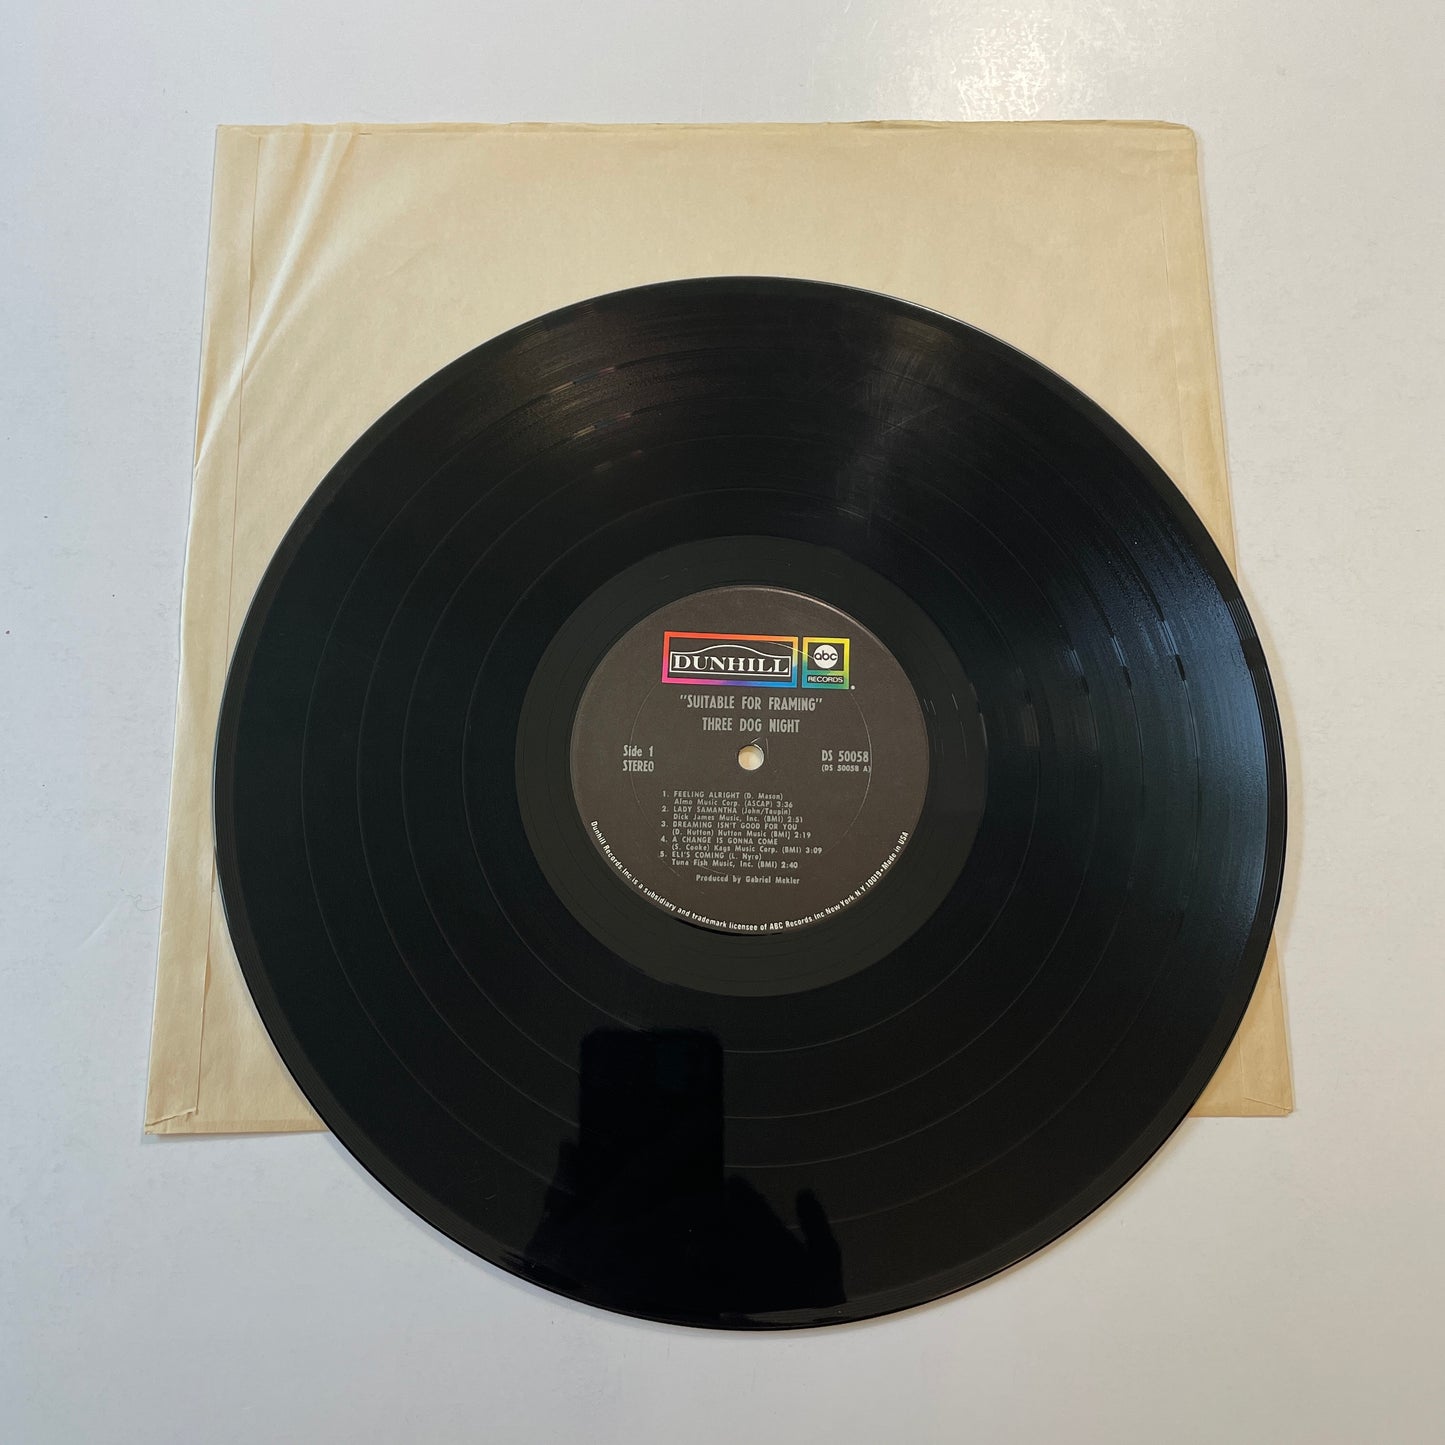 DUNHILL
abc
RECORDS
"SUITABLE FOR FRAMING"
THREE DOG NIGHT
Side 1
STEREO
DS 50058
(DS 50058 A)
1. FEELING ALRIGHT (D. Mason)
Almo Music Corp. (ASCAP) 3:36
2. LADY SAMANTHA (John/Taupin)
Dick James Music, Inc. (BMI) 2:51
3. DREAMING ISN'T GOOD FOR YOU
(D. Hutton) Hutton Music (BMI) 2:19
4. A CHANGE IS GONNA COME
(S. Cooke) Kags Music Corp. (BMI) 3:09
5. ELI'S COMING (L. Nyro)
Tuna Fish Music, Inc. (BMI) 2:40
Produced by Gabriel Mekler
Dunhill Records, Inc is a subsidiary and trademark licensee of ABC Records, Inc New York, N.Y. 10019 • Made in USA